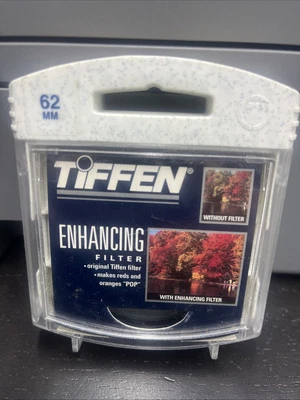 62
MM
TIFFEN®
WITHOUT FILTER
ENHANCING
FILTER
• original Tiffen filter
• makes reds and
oranges "POP"
WITH ENHANCING FILTER